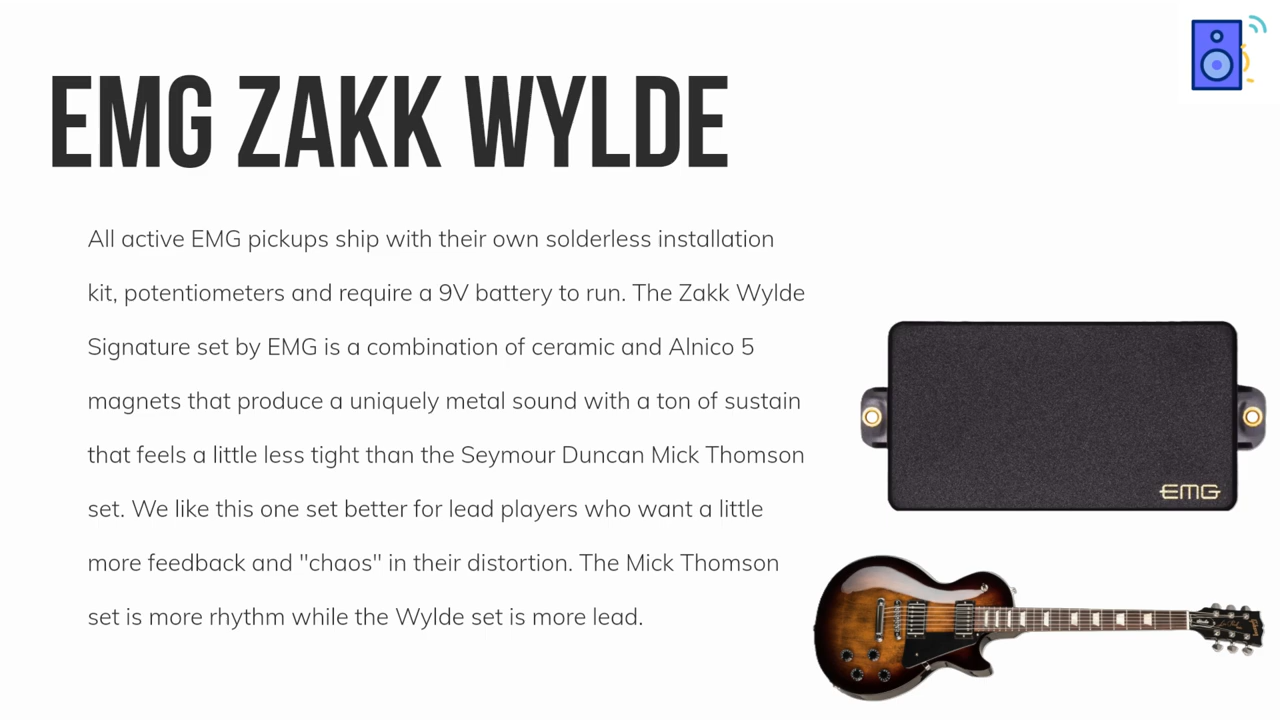 EMG ZAKK WYLDE
All active EMG pickups ship with their own solderless installation
kit, potentiometers and require a 9V battery to run. The Zakk Wylde
Signature set by EMG is a combination of ceramic and Alnico 5
magnets that produce a uniquely metal sound with a ton of sustain
that feels a little less tight than the Seymour Duncan Mick Thomson
set. We like this one set better for lead players who want a little
more feedback and "chaos" in their distortion. The Mick Thomson
set is more rhythm while the Wylde set is more lead.
EMG
Gibson